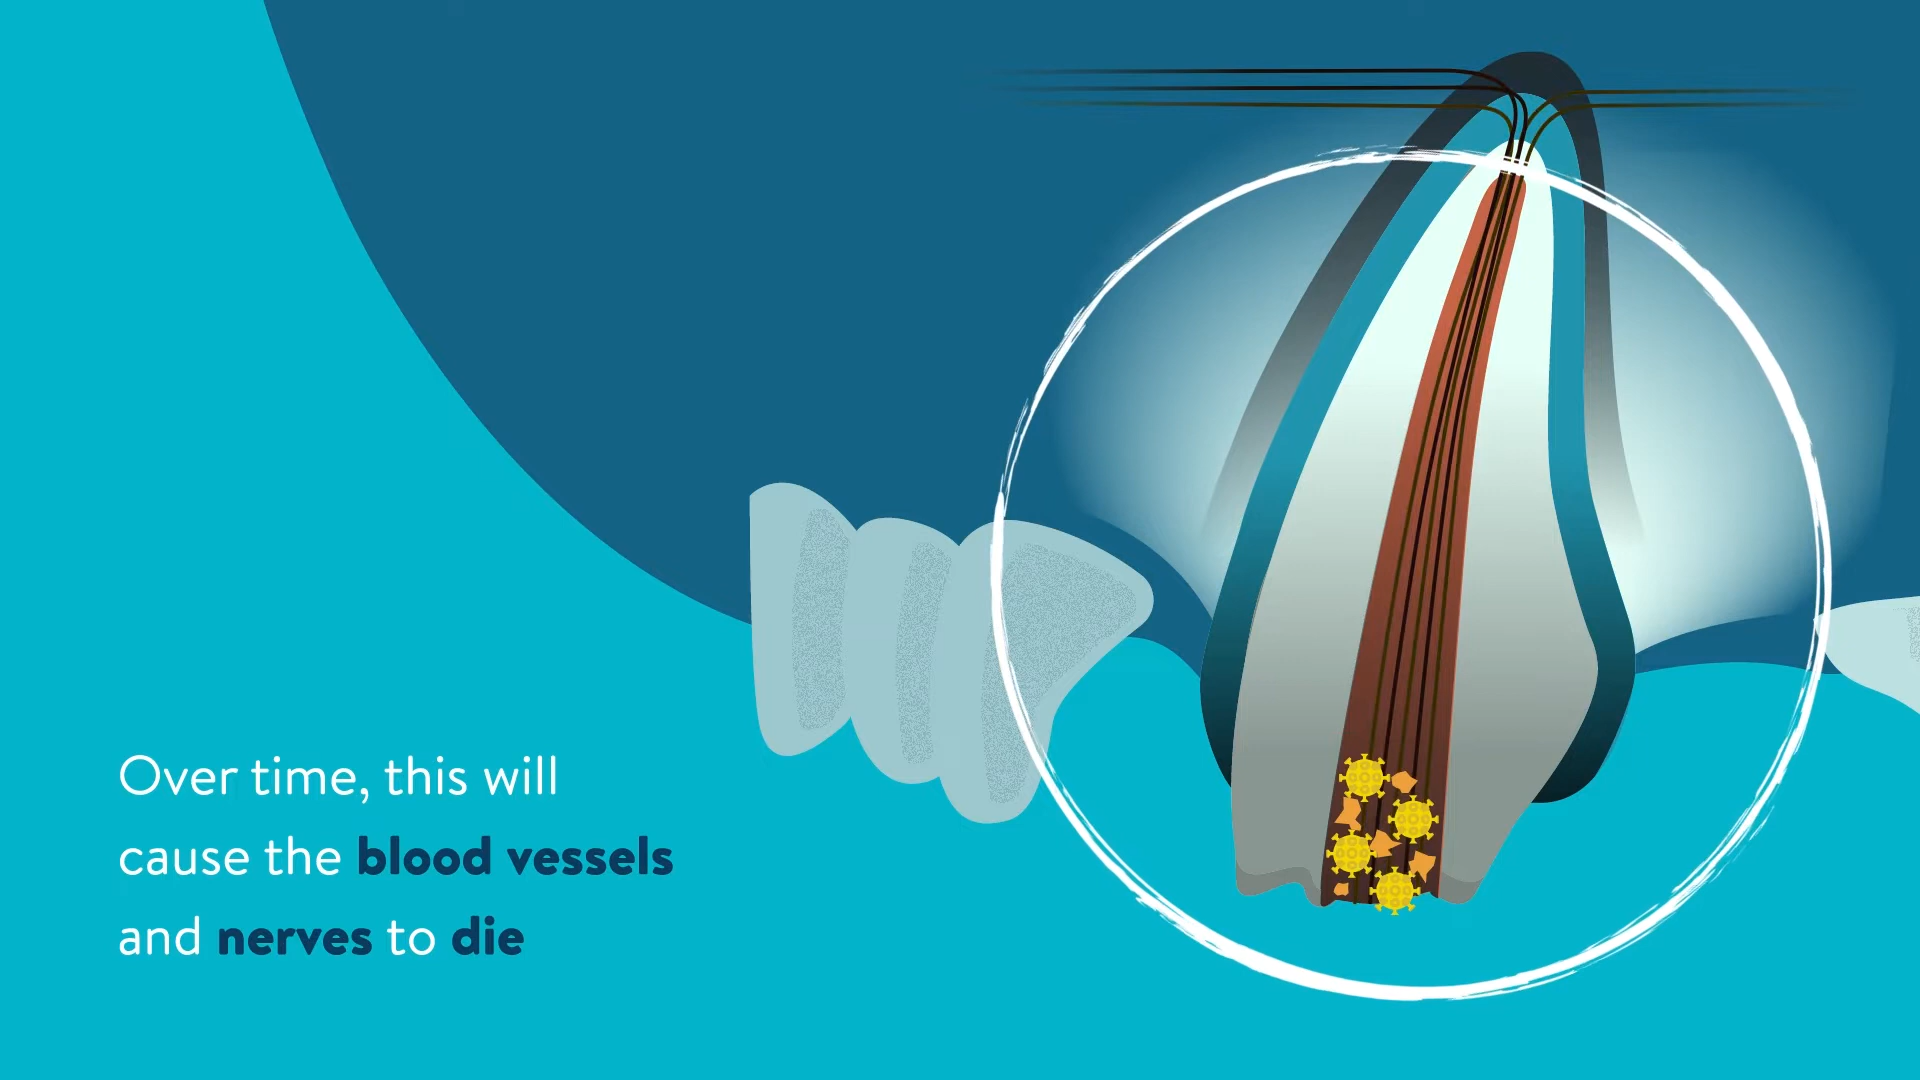 Over time, this will
cause the blood vessels
and nerves to die